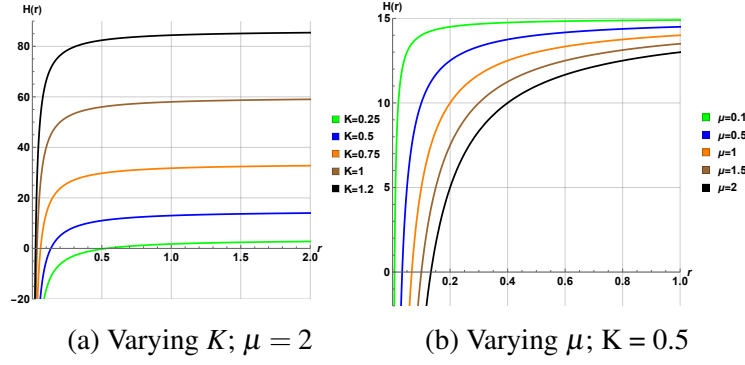 H(r)
80
60
40
20
0
−20
0.5
1.0
1.5
2.0
r
K=0.25
K=0.5
K=0.75
K=1
K=1.2
(a) Varying K; μ = 2
H(r)
15
10
5
0
0.2
0.4
0.6
0.8
1.0
r
μ=0.1
μ=0.5
μ=1
μ=1.5
μ=2
(b) Varying μ; K = 0.5